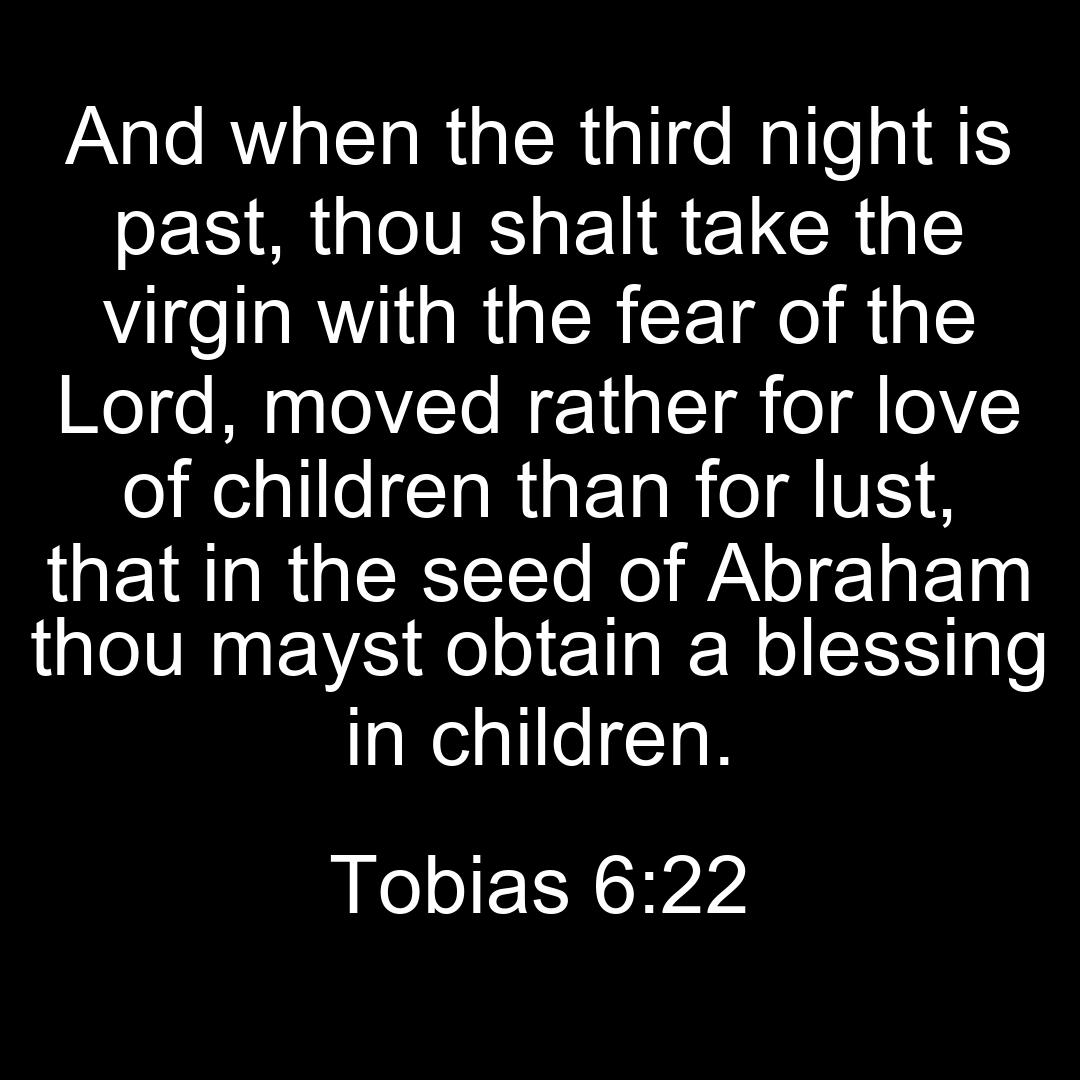 And when the third night is
past, thou shalt take the
virgin with the fear of the
Lord, moved rather for love
of children than for lust,
that in the seed of Abraham
thou mayst obtain a blessing
in children.
Tobias 6:22